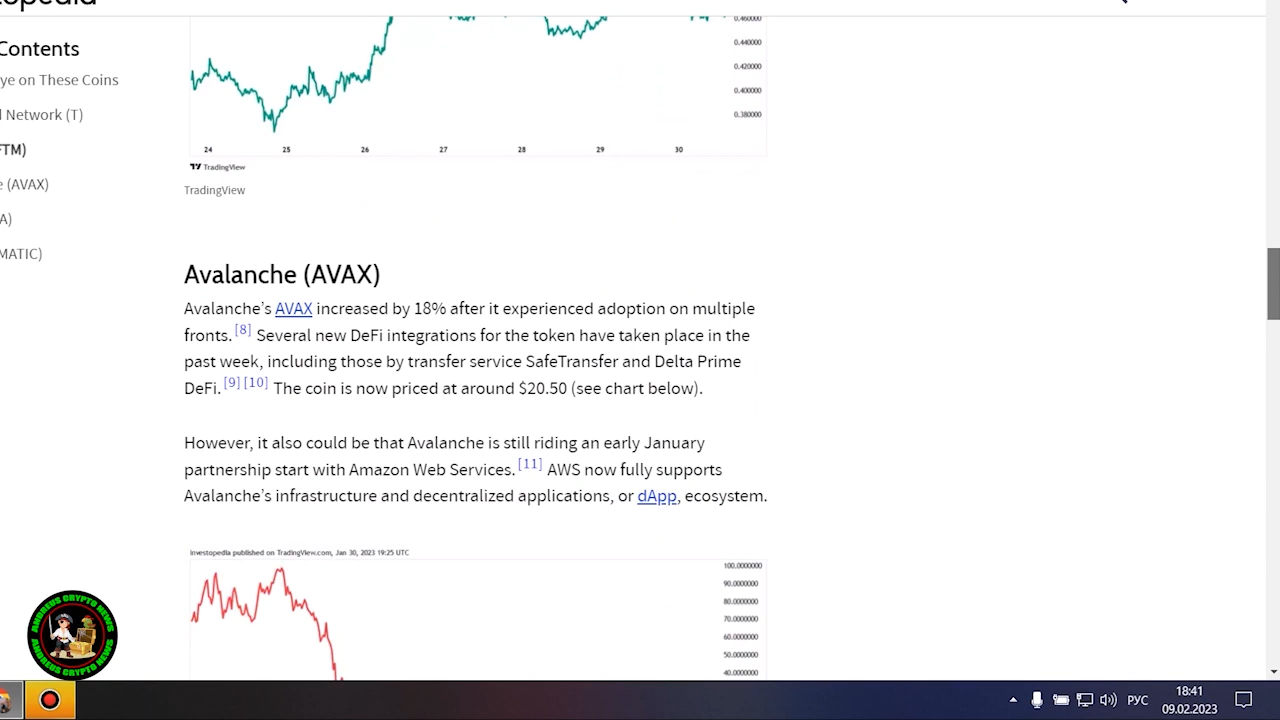 opedia
Contents
ye on These Coins
l Network (T)
FTM)
e (AVAX)
A)
MATIC)
0.460000
0.440000
0.420000
0.400000
0.380000
24 25 26 27 28 29 30
TradingView
TradingView
Avalanche (AVAX)
Avalanche’s AVAX increased by 18% after it experienced adoption on multiple
fronts.[8] Several new DeFi integrations for the token have taken place in the
past week, including those by transfer service SafeTransfer and Delta Prime
DeFi.[9][10] The coin is now priced at around $20.50 (see chart below).
However, it also could be that Avalanche is still riding an early January
partnership start with Amazon Web Services.[11] AWS now fully supports
Avalanche’s infrastructure and decentralized applications, or dApp, ecosystem.
Investopedia published on TradingView.com, Jan 30, 2023 19:25 UTC
100.0000000
90.0000000
80.0000000
70.0000000
60.0000000
50.0000000
40.0000000
ANDREUS CRYPTO NEWS
ANDREUS CRYPTO NEWS
РУС
18:41
09.02.2023